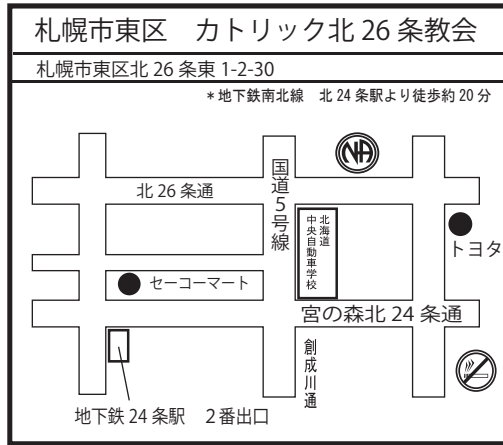 札幌市東区　カトリック北 26 条教会
札幌市東区北 26 条東 1-2-30
＊地下鉄南北線　北 24 条駅より徒歩約 20 分
NA
北 26 条通
国道5号線
北海道
中央自動車学校
トヨタ
セーコーマート
宮の森北 24 条通
創成川通
地下鉄 24 条駅　2 番出口